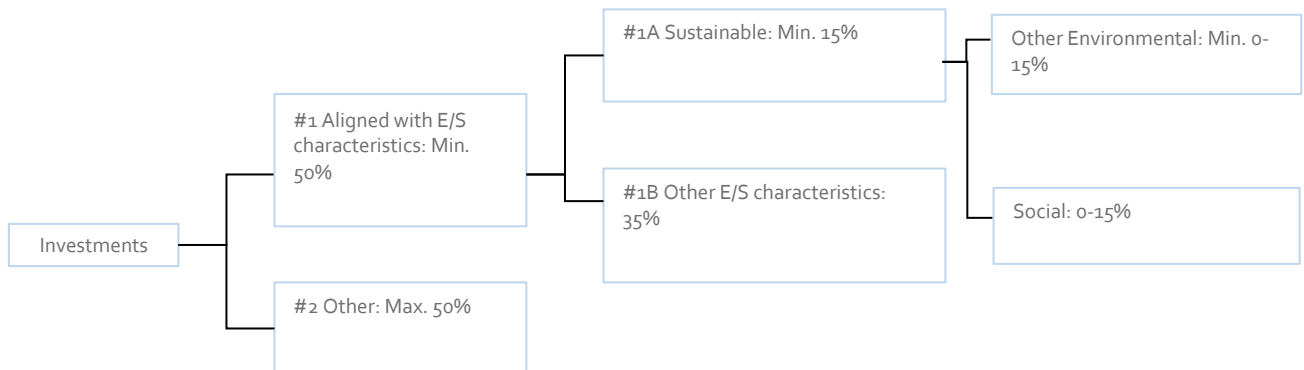 #1A Sustainable: Min. 15%
Other Environmental: Min. 0-
15%
#1 Aligned with E/S
characteristics: Min.
50%
#1B Other E/S characteristics:
35%
Social: 0-15%
Investments
#2 Other: Max. 50%